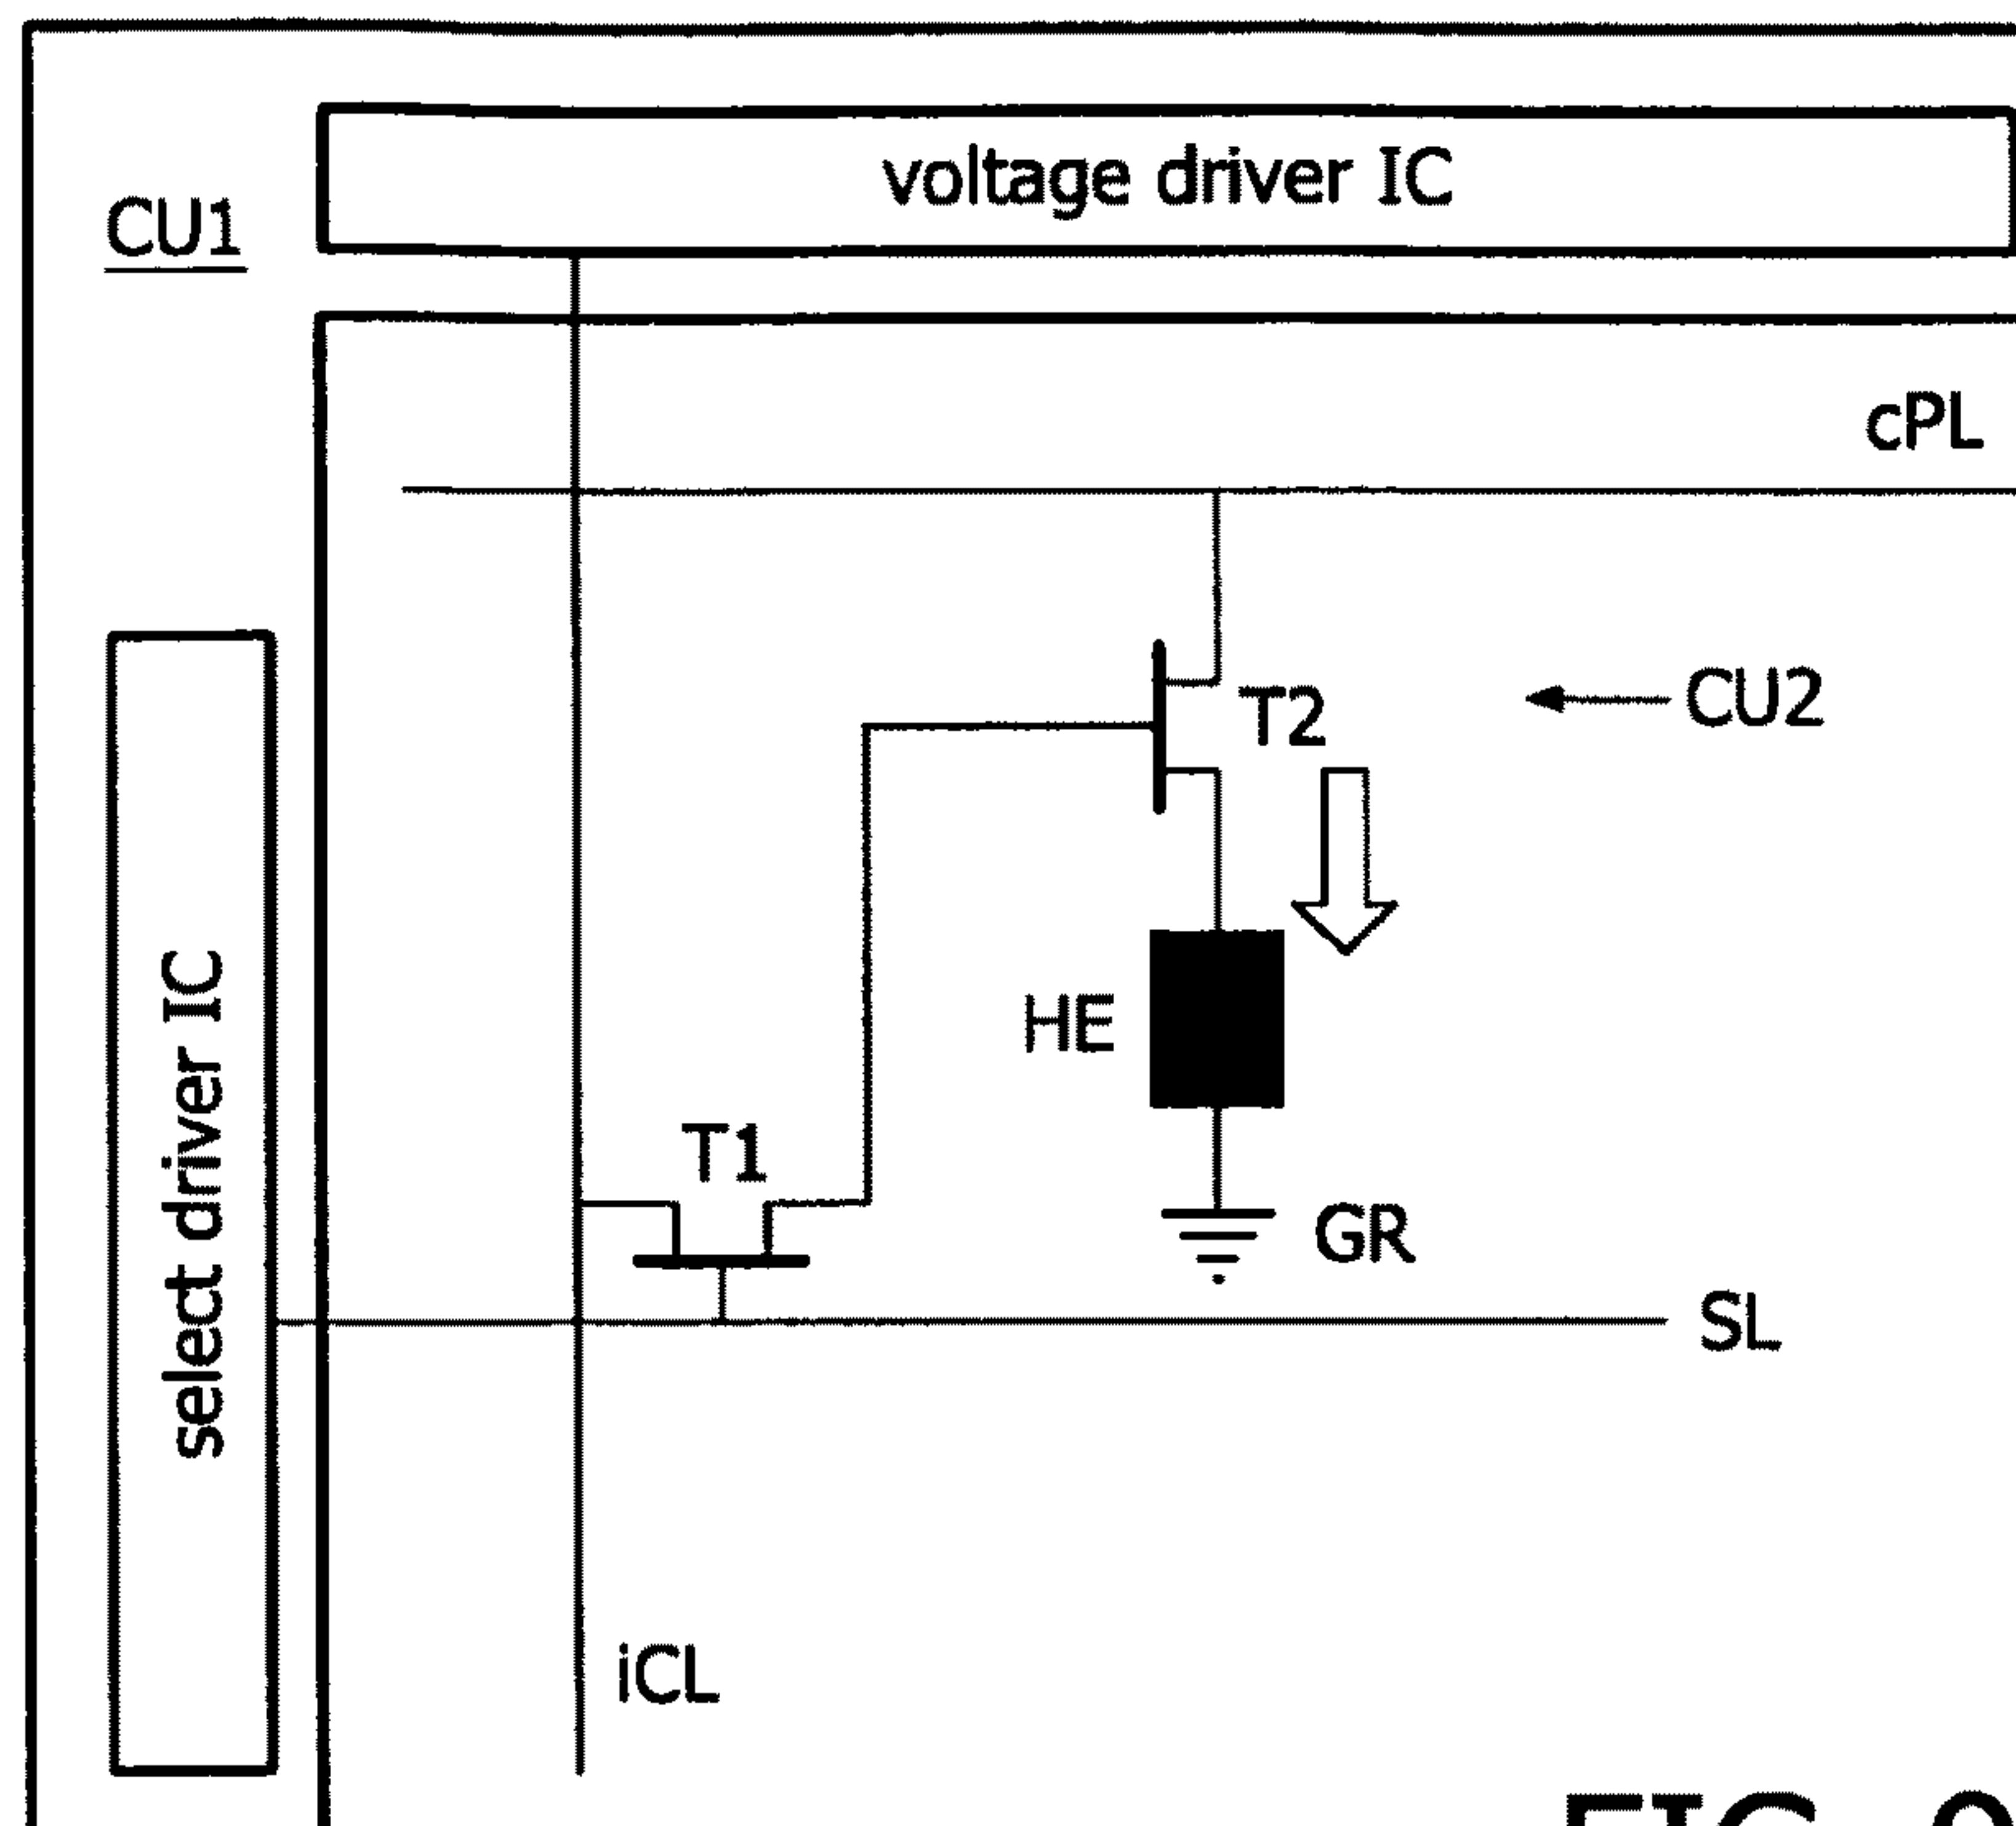 voltage driver IC
CU1
cPL
CU2
T2
select driver IC
HE
T1
GR
SL
iCL